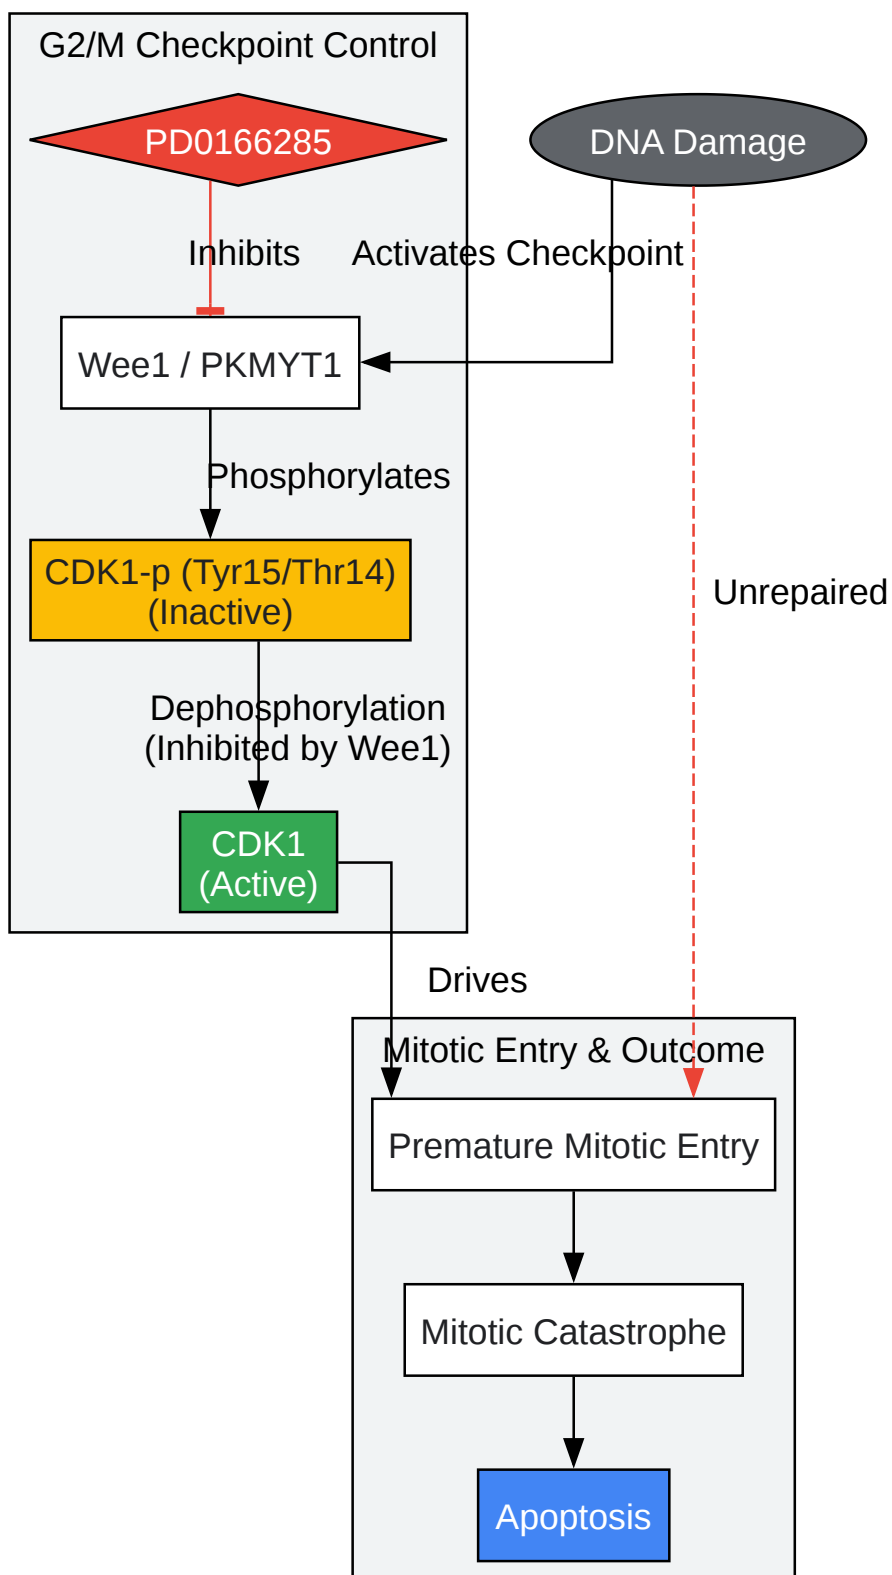 G2/M Checkpoint Control
PD0166285
DNA Damage
Inhibits
Activates Checkpoint
Wee1 / PKMYT1
Phosphorylates
CDK1-p (Tyr15/Thr14)
(Inactive)
Unrepaired
Dephosphorylation
(Inhibited by Wee1)
CDK1
(Active)
Drives
Mitotic Entry & Outcome
Premature Mitotic Entry
Mitotic Catastrophe
Apoptosis